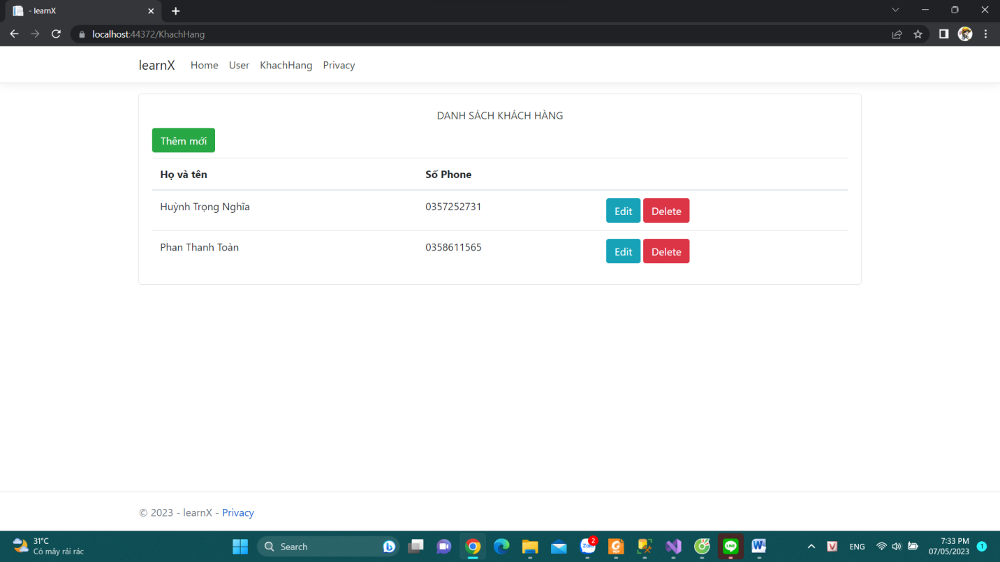 - learnX
localhost:44372/KhachHang
learnX Home User KhachHang Privacy
DANH SÁCH KHÁCH HÀNG
Thêm mới
Họ và tên Số Phone
Huỳnh Trọng Nghĩa 0357252731 Edit Delete
Phan Thanh Toàn 0358611565 Edit Delete
© 2023 - learnX - Privacy
31°C
Có mây rải rác
Search
Zalo
2
LINE
V
ENG
7:33 PM
07/05/2023
1